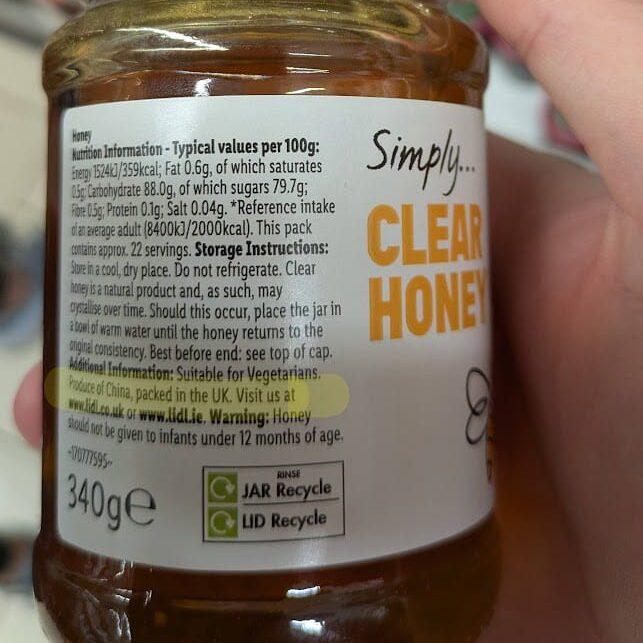 Honey
Nutrition Information - Typical values per 100g:
Energy 1524kJ/359kcal; Fat 0.6g, of which saturates
0.5g; Carbohydrate 88.0g, of which sugars 79.7g;
Fibre 0.5g; Protein 0.1g; Salt 0.04g. *Reference intake
of an average adult (8400kJ/2000kcal). This pack
contains approx. 22 servings. Storage Instructions:
Store in a cool, dry place. Do not refrigerate. Clear
honey is a natural product and, as such, may
crystallise over time. Should this occur, place the jar in
a bowl of warm water until the honey returns to the
original consistency. Best before end: see top of cap.
Additional Information: Suitable for Vegetarians.
Produce of China, packed in the UK. Visit us at
www.lidl.co.uk or www.lidl.ie. Warning: Honey
should not be given to infants under 12 months of age.
-170777595-
340g℮
RINSE
JAR Recycle
LID Recycle
Simply...
CLEAR
HONEY